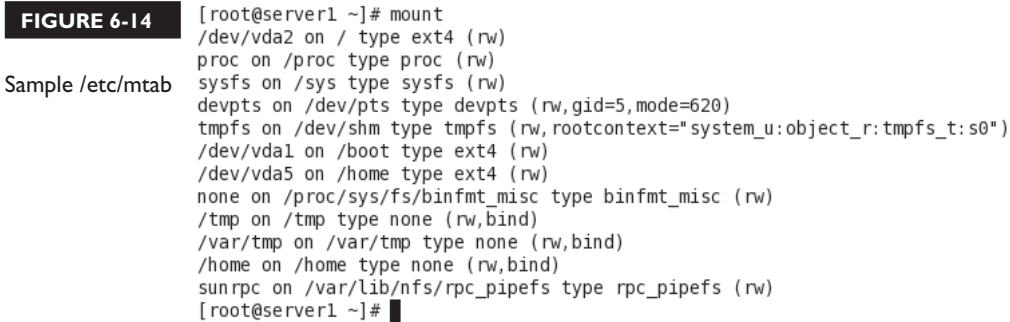 FIGURE 6-14
Sample /etc/mtab
[root@server1 ~]# mount
/dev/vda2 on / type ext4 (rw)
proc on /proc type proc (rw)
sysfs on /sys type sysfs (rw)
devpts on /dev/pts type devpts (rw,gid=5,mode=620)
tmpfs on /dev/shm type tmpfs (rw,rootcontext="system_u:object_r:tmpfs_t:s0")
/dev/vda1 on /boot type ext4 (rw)
/dev/vda5 on /home type ext4 (rw)
none on /proc/sys/fs/binfmt_misc type binfmt_misc (rw)
/tmp on /tmp type none (rw,bind)
/var/tmp on /var/tmp type none (rw,bind)
/home on /home type none (rw,bind)
sunrpc on /var/lib/nfs/rpc_pipefs type rpc_pipefs (rw)
[root@server1 ~]#